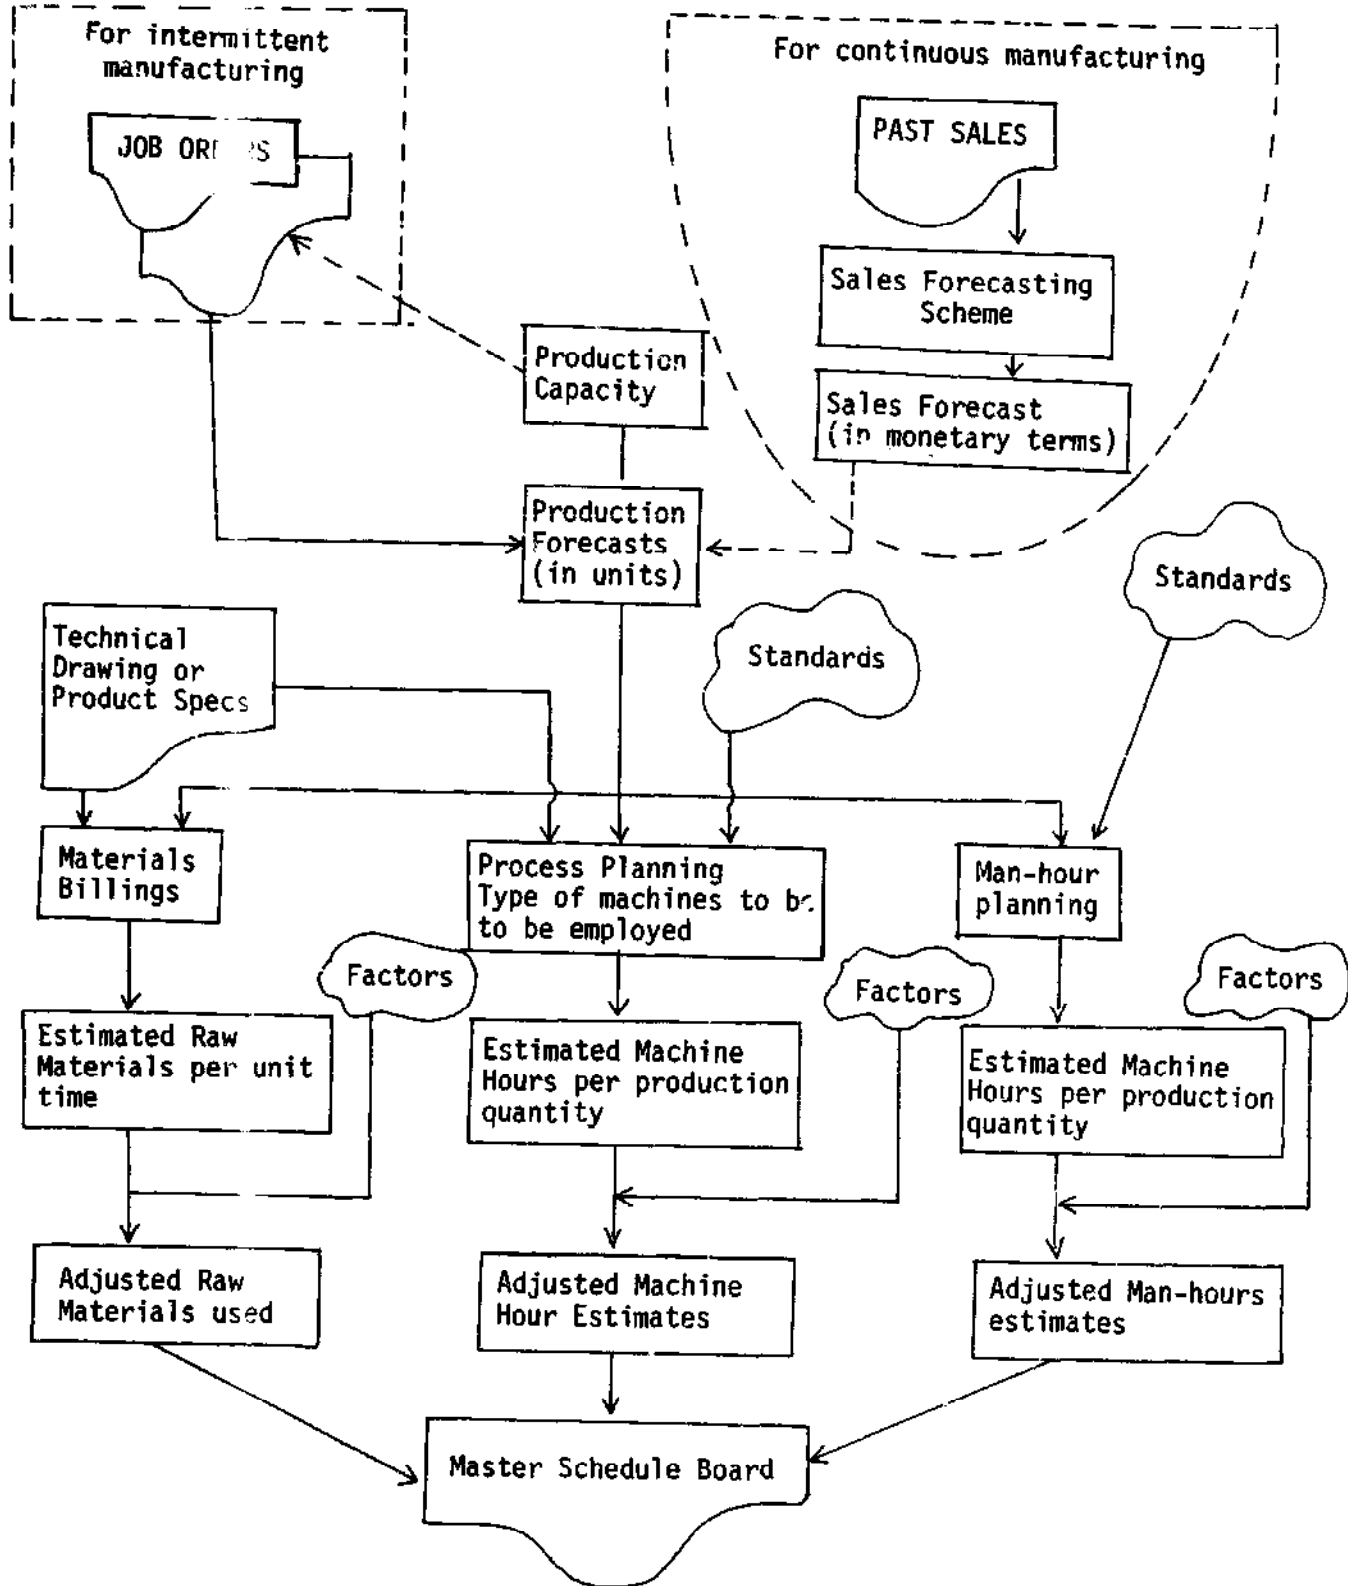 For intermittent
manufacturing
JOB ORDERS
For continuous manufacturing
PAST SALES
Sales Forecasting
Scheme
Production
Capacity
Sales Forecast
(in monetary terms)
Production
Forecasts
(in units)
Standards
Technical
Drawing or
Product Specs
Standards
Materials
Billings
Process Planning
Type of machines to be
to be employed
Man-hour
planning
Factors
Factors
Factors
Estimated Raw
Materials per unit
time
Estimated Machine
Hours per production
quantity
Estimated Machine
Hours per production
quantity
Adjusted Raw
Materials used
Adjusted Machine
Hour Estimates
Adjusted Man-hours
estimates
Master Schedule Board